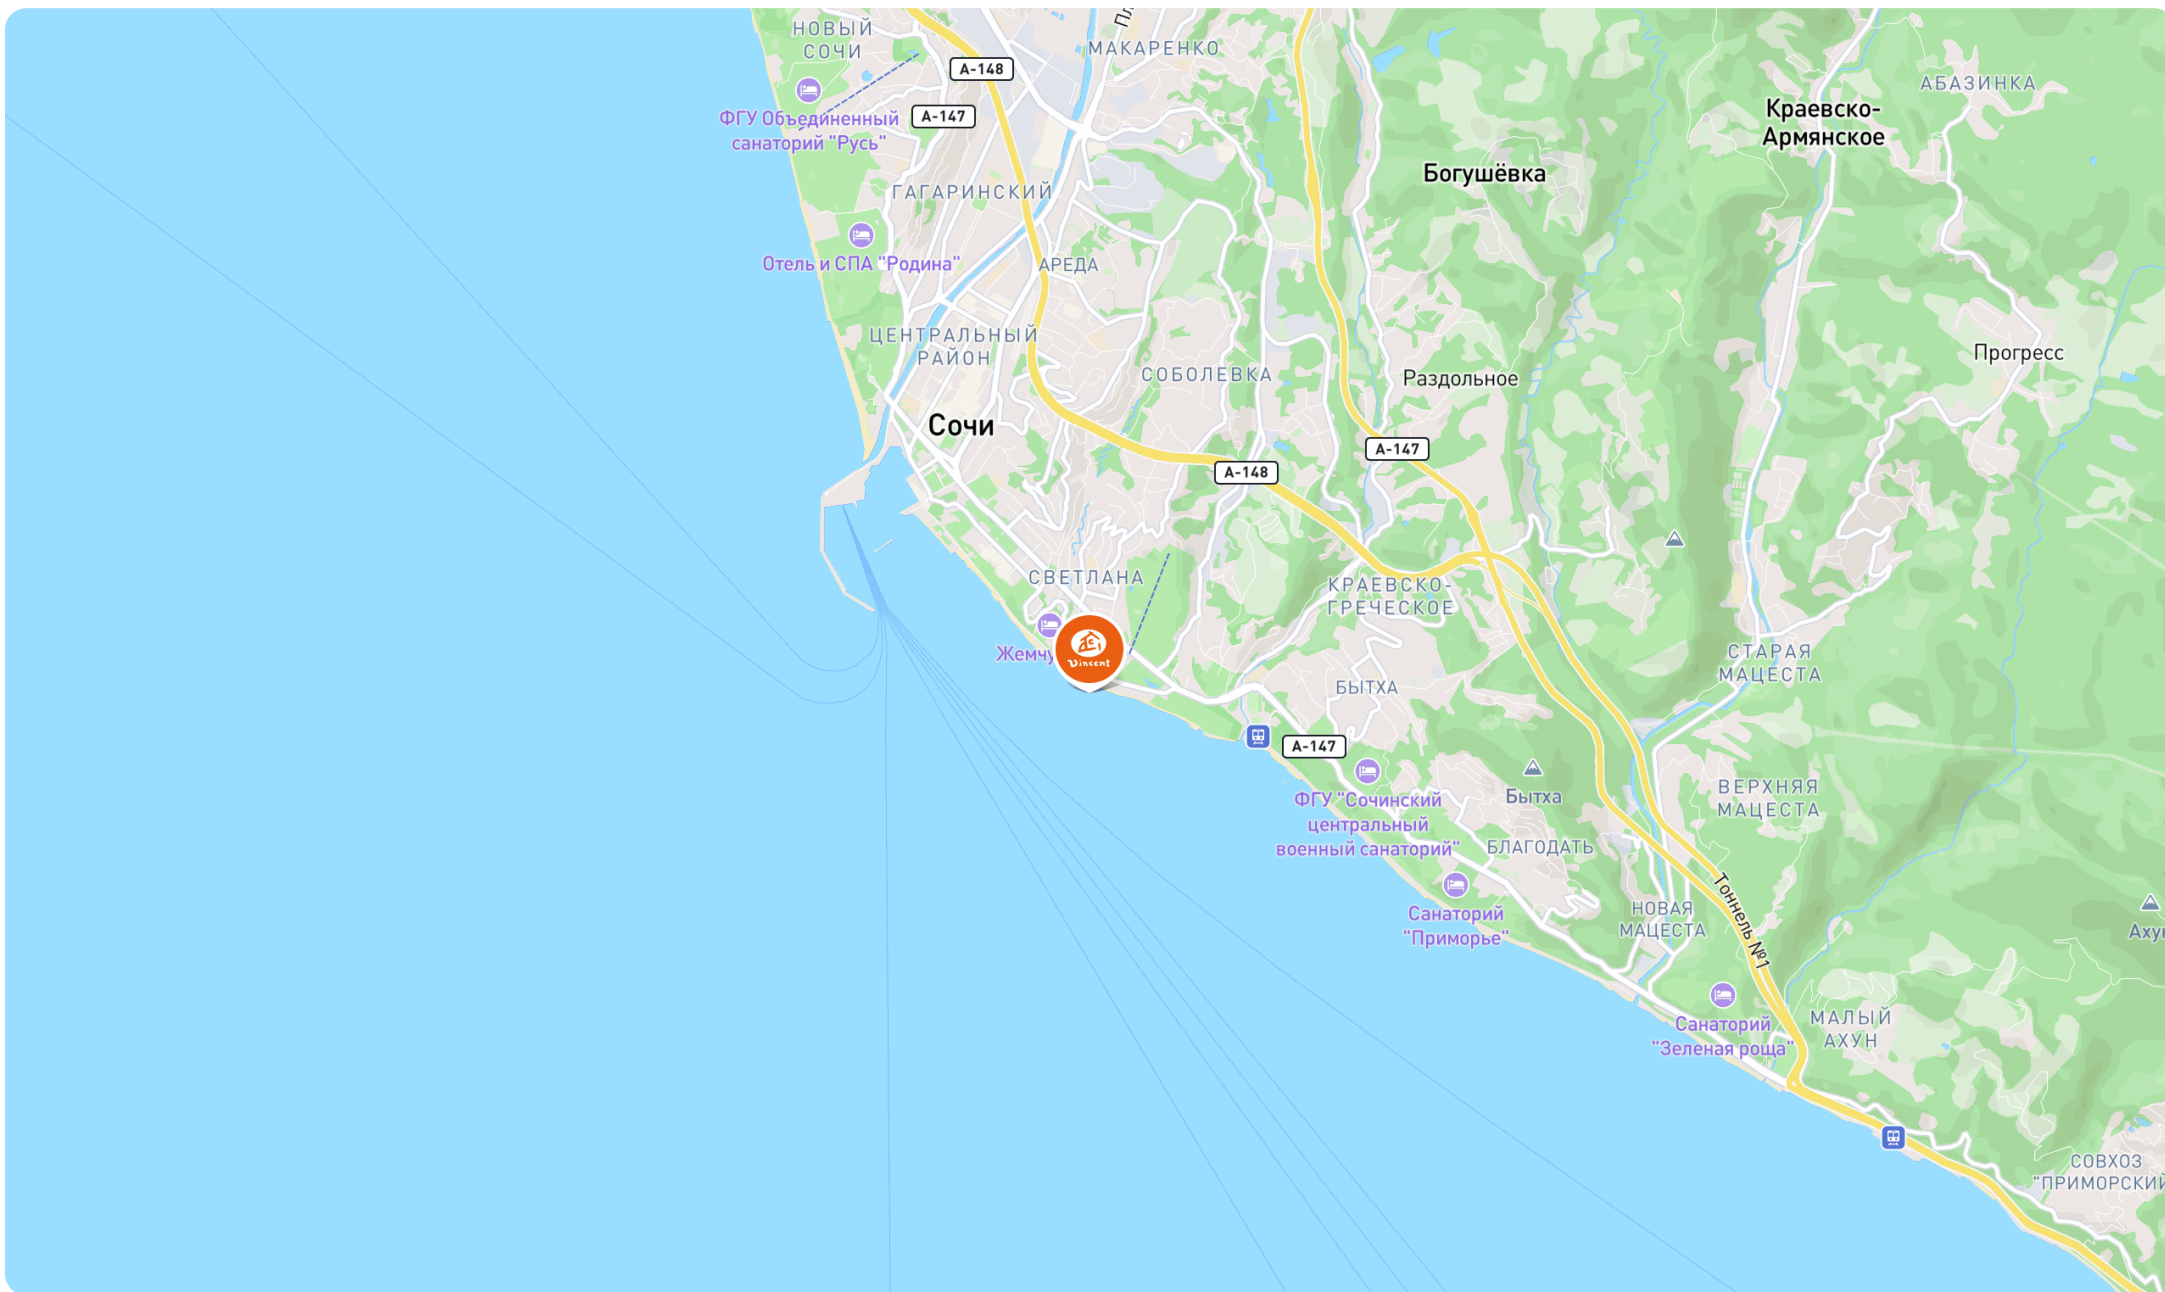 НОВЫЙ
СОЧИ
МАКАРЕНКО
А-148
АБАЗИНКА
Краевско-
Армянское
ФГУ Объединенный
санаторий "Русь"
А-147
Богушёвка
ГАГАРИНСКИЙ
Отель и СПА "Родина"
АРЕДА
ЦЕНТРАЛЬНЫЙ
РАЙОН
СОБОЛЕВКА
Раздольное
Прогресс
Сочи
А-147
А-148
СВЕТЛАНА
КРАЕВСКО-
ГРЕЧЕСКОЕ
Жемчу
Vincent
СТАРАЯ
МАЦЕСТА
БЫТХА
А-147
Бытха
ВЕРХНЯЯ
МАЦЕСТА
ФГУ "Сочинский
центральный
военный санаторий"
БЛАГОДАТЬ
Тоннель №1
Санаторий
"Приморье"
НОВАЯ
МАЦЕСТА
Ахун
Санаторий
"Зеленая роща"
МАЛЫЙ
АХУН
СОВХОЗ
"ПРИМОРСКИЙ